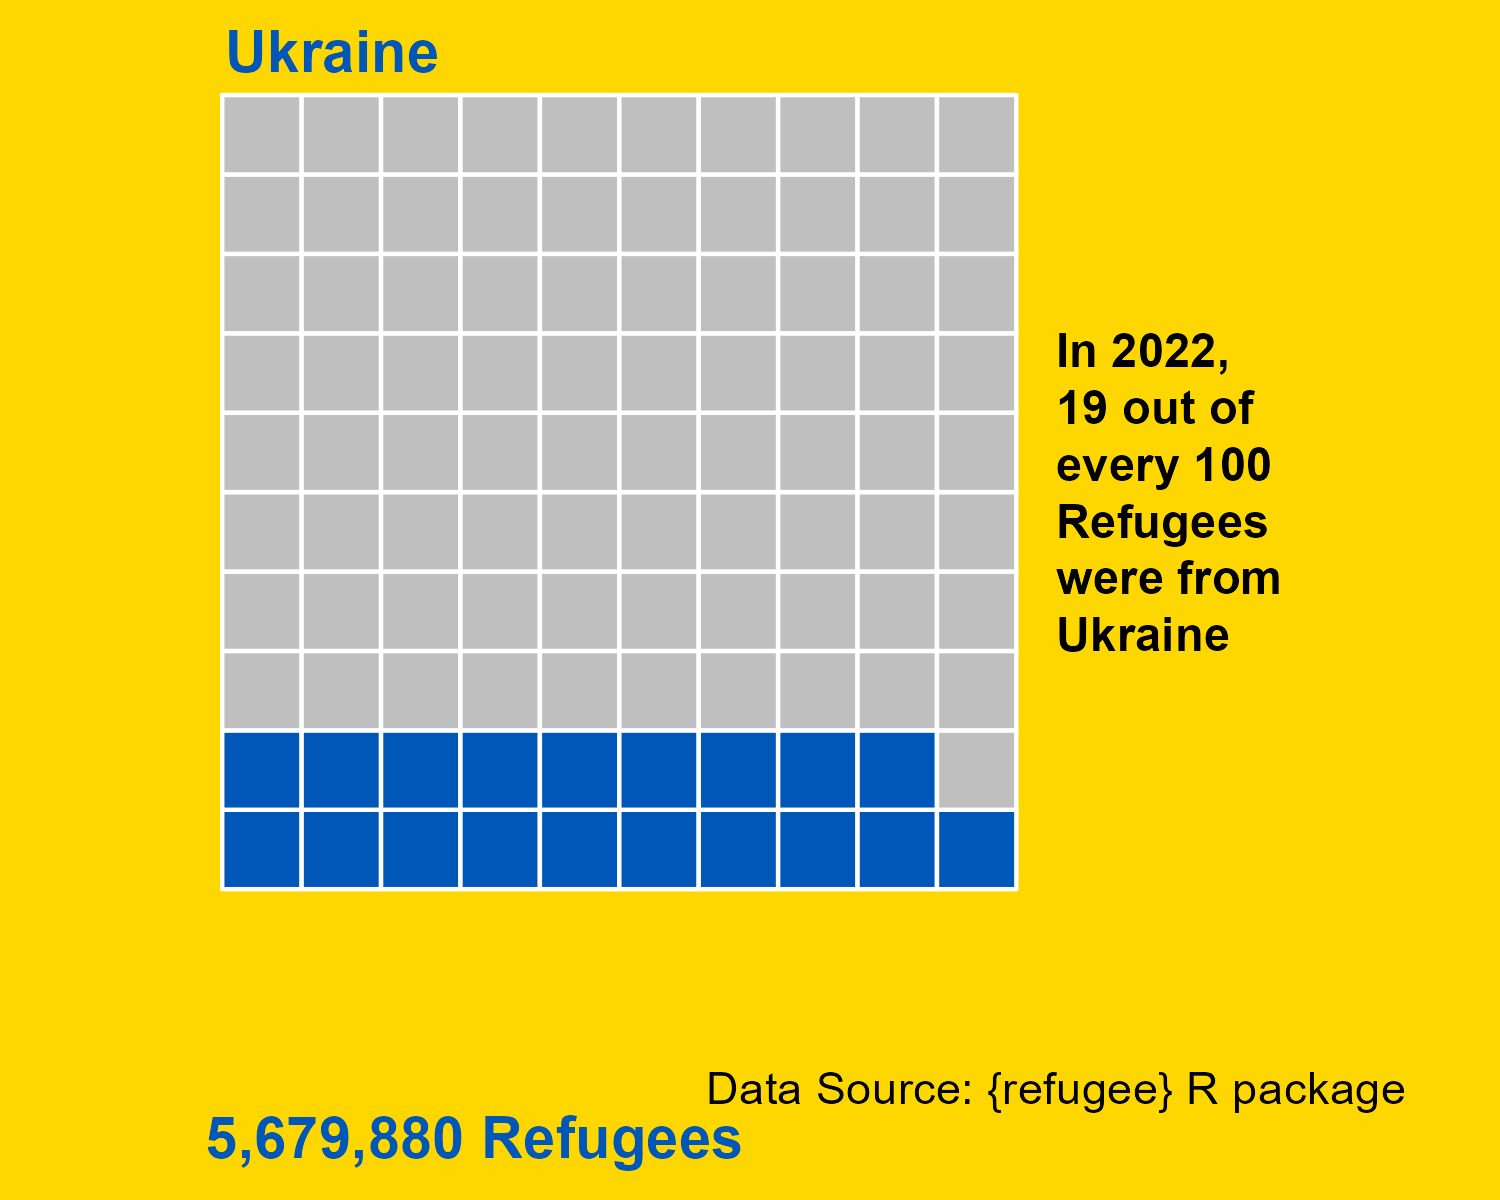 Ukraine
In 2022,
19 out of
every 100
Refugees
were from
Ukraine
Data Source: {refugee} R package
5,679,880 Refugees